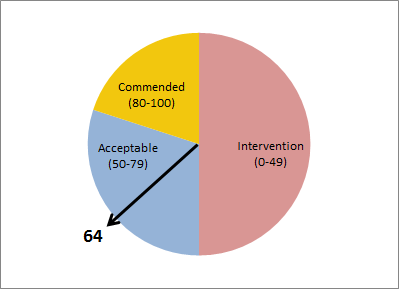 Commended
(80-100)
Acceptable
(50-79)
Intervention
(0-49)
64